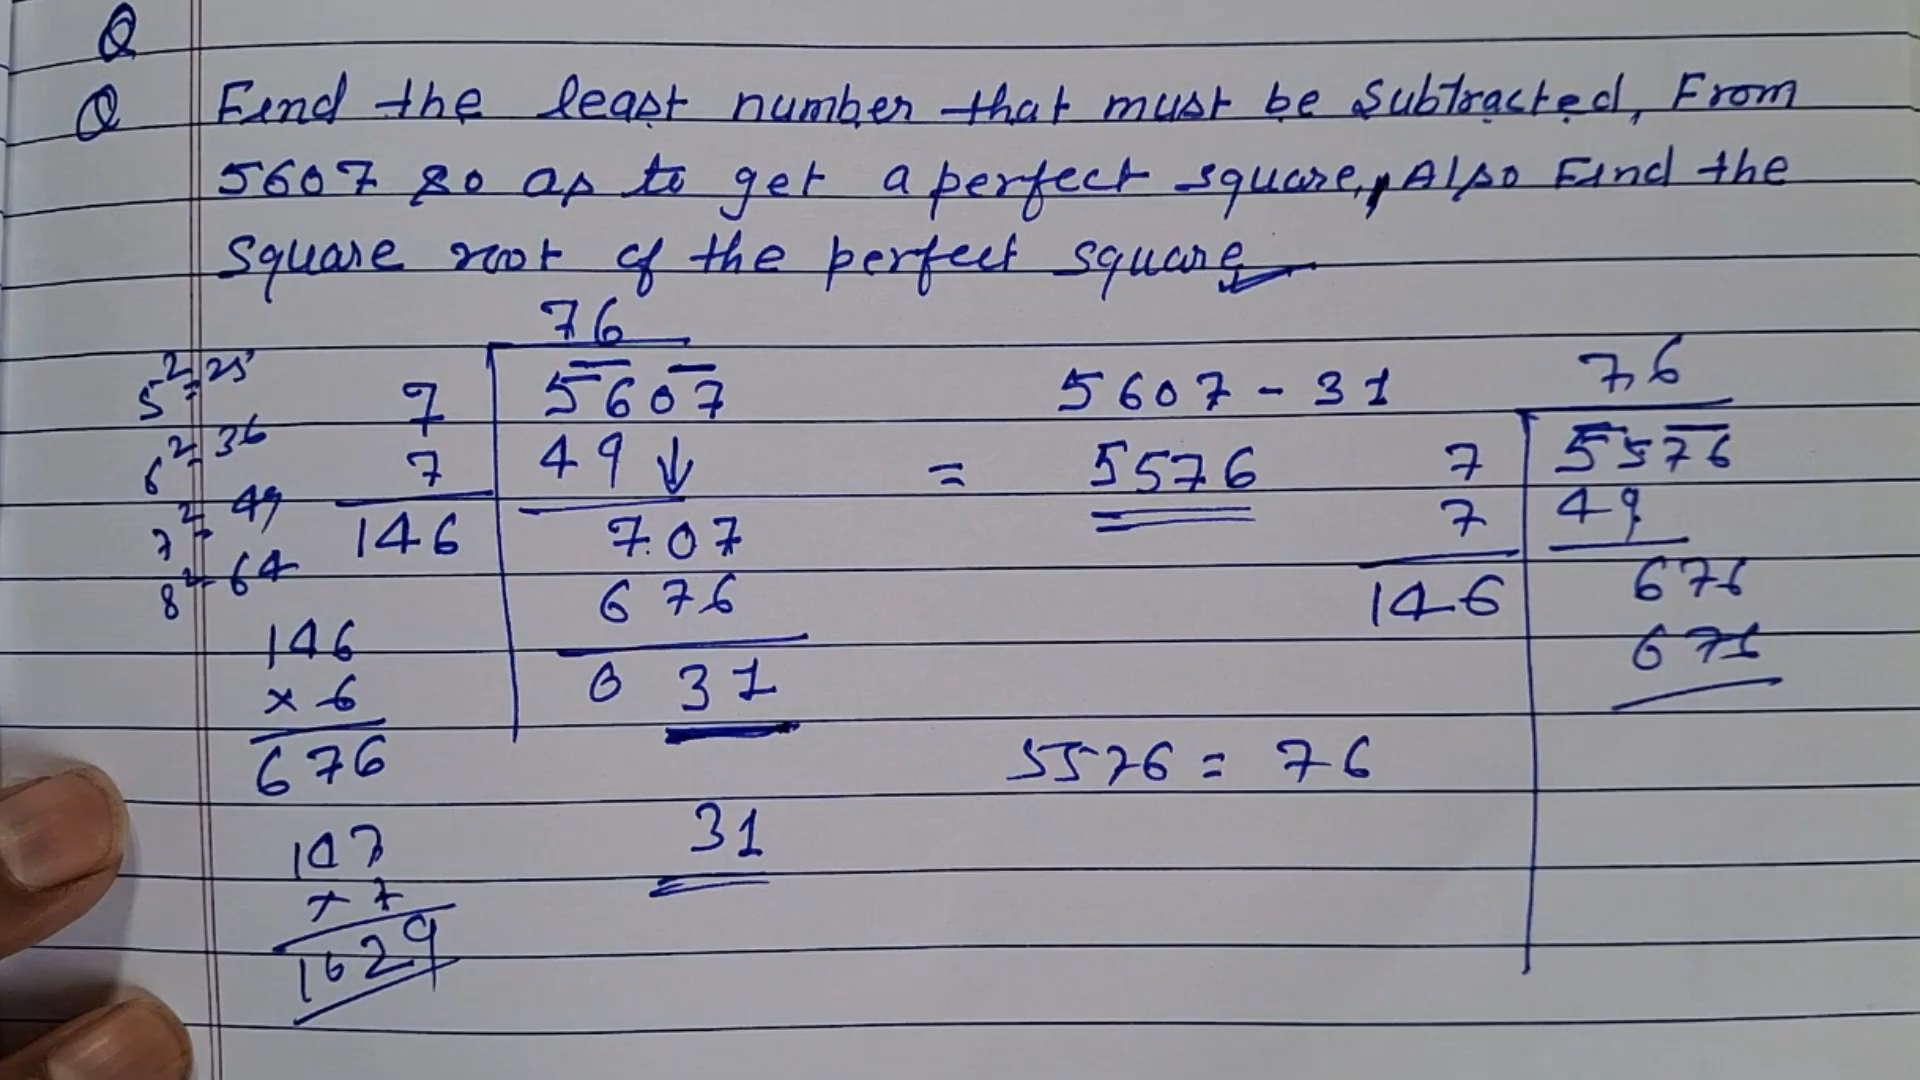 Q
Q Find the least number that must be Subtracted, From
5607 so as to get a perfect square, Also Find the
Square root of the perfect square
5² = 25
6² = 36
7² = 49
8² = 64
76
7 5607
7 49 ↓
146 707
676
0 31
146
× 6
676
147
× 7
1029
31
5607 - 31
= 5576
76
7 5576
7 49
146 676
676
5576 = 76